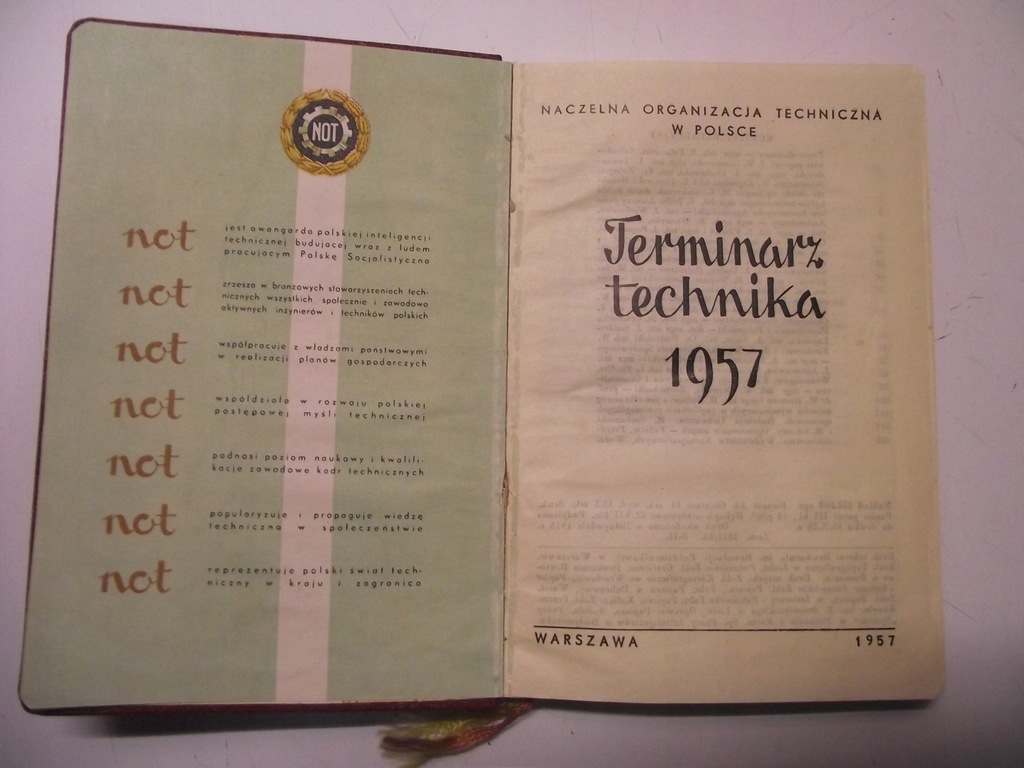 NOT
not
jest awangardą polskiej inteligencji
technicznej budującej wraz z ludem
pracującym Polskę Socjalistyczną
not
zrzesza w branżowych stowarzyszeniach tech-
nicznych wszystkich społecznie i zawodowo
aktywnych inżynierów i techników polskich
not
współpracuje z władzami państwowymi
w realizacji planów gospodarczych
not
współdziała w rozwoju polskiej
postępowej myśli technicznej
not
podnosi poziom naukowy i kwalifi-
kacje zawodowe kadr technicznych
not
popularyzuje i propaguje wiedzę
techniczną w społeczeństwie
not
reprezentuje polski świat tech-
niczny w kraju i zagranicą
NACZELNA ORGANIZACJA TECHNICZNA
W POLSCE
Terminarz
technika
1957
WARSZAWA 1957